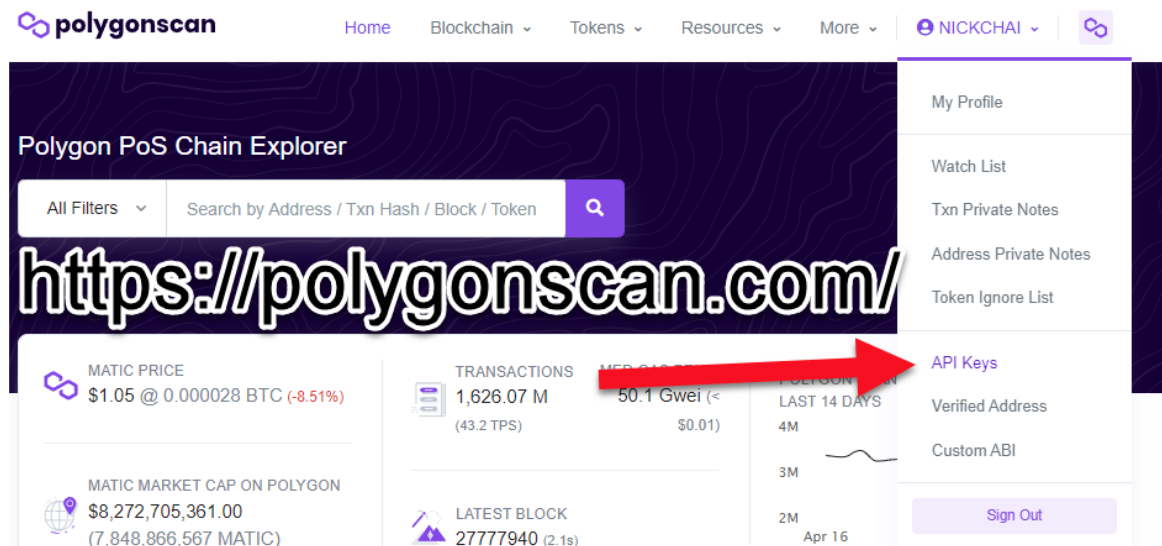 polygonscan
Home
Blockchain
Tokens
Resources
More
NICKCHAI
Polygon PoS Chain Explorer
All Filters
Search by Address / Txn Hash / Block / Token
https://polygonscan.com/
MATIC PRICE
$1.05 @ 0.000028 BTC (-8.51%)
MATIC MARKET CAP ON POLYGON
$8,272,705,361.00
(7,848,866,567 MATIC)
TRANSACTIONS
1,626.07 M
(43.2 TPS)
50.1 Gwei (<
$0.01)
LATEST BLOCK
27777940 (2.1s)
LAST 14 DAYS
4M
3M
2M
Apr 16
My Profile
Watch List
Txn Private Notes
Address Private Notes
Token Ignore List
API Keys
Verified Address
Custom ABI
Sign Out